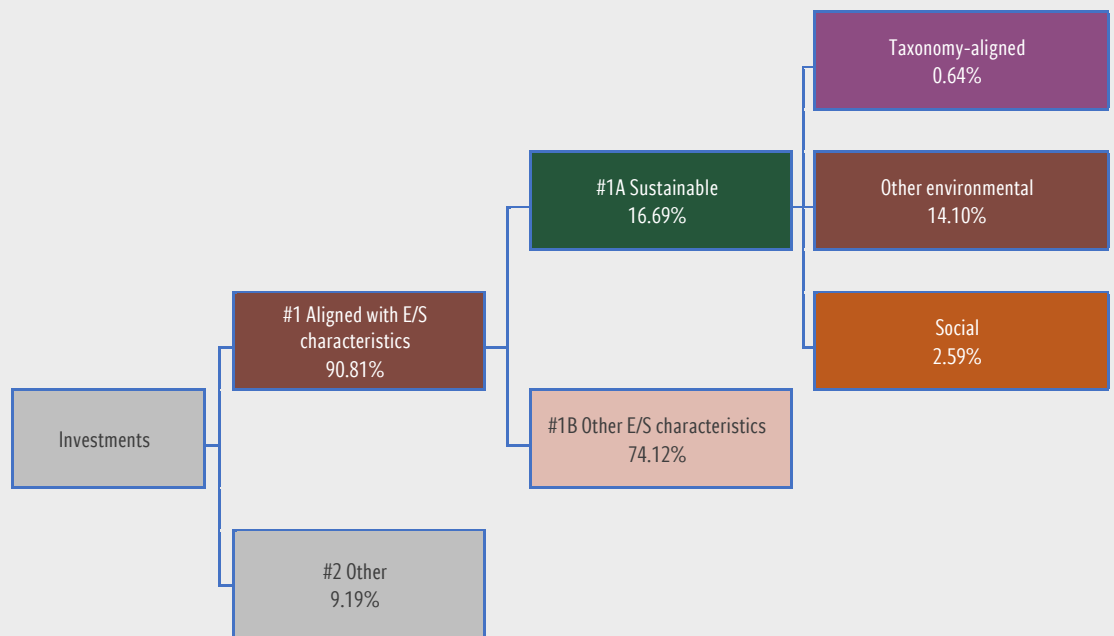 Taxonomy-aligned
0.64%
#1A Sustainable
16.69%
Other environmental
14.10%
#1 Aligned with E/S
characteristics
90.81%
Social
2.59%
Investments
#1B Other E/S characteristics
74.12%
#2 Other
9.19%